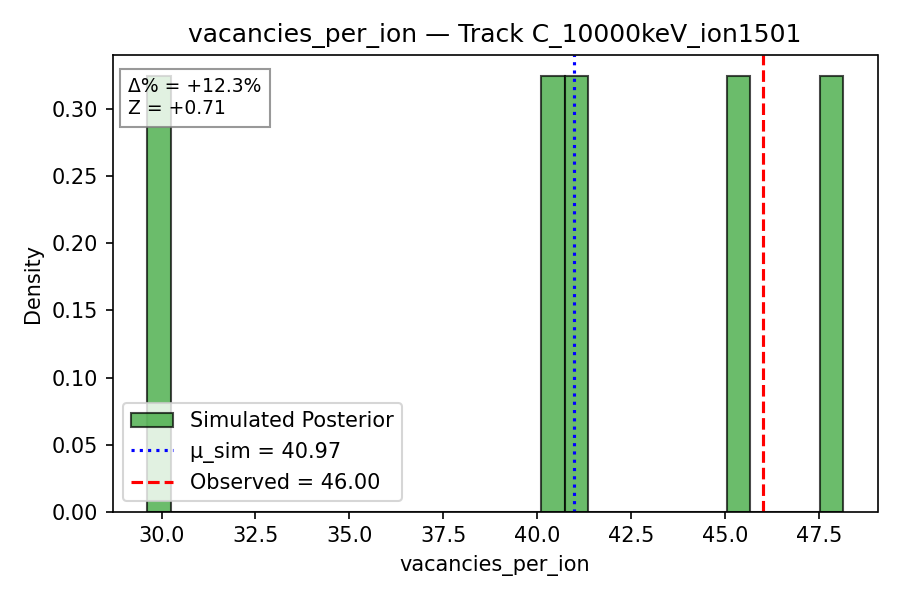 vacancies_per_ion — Track C_10000keV_ion1501
Δ% = +12.3%
Z = +0.71
0.30
0.25
0.20
0.15
0.10
0.05
0.00
Density
Simulated Posterior
μ_sim = 40.97
Observed = 46.00
30.0 32.5 35.0 37.5 40.0 42.5 45.0 47.5
vacancies_per_ion